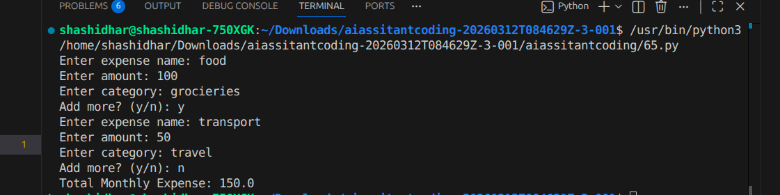 PROBLEMS 6 OUTPUT DEBUG CONSOLE TERMINAL PORTS ··· Python + ···
shashidhar@shashidhar-750XGK:~/Downloads/aiassitantcoding-20260312T084629Z-3-001$ /usr/bin/python3
/home/shashidhar/Downloads/aiassitantcoding-20260312T084629Z-3-001/aiassitantcoding/65.py
Enter expense name: food
Enter amount: 100
Enter category: grocieries
Add more? (y/n): y
Enter expense name: transport
Enter amount: 50
1
Enter category: travel
Add more? (y/n): n
Total Monthly Expense: 150.0